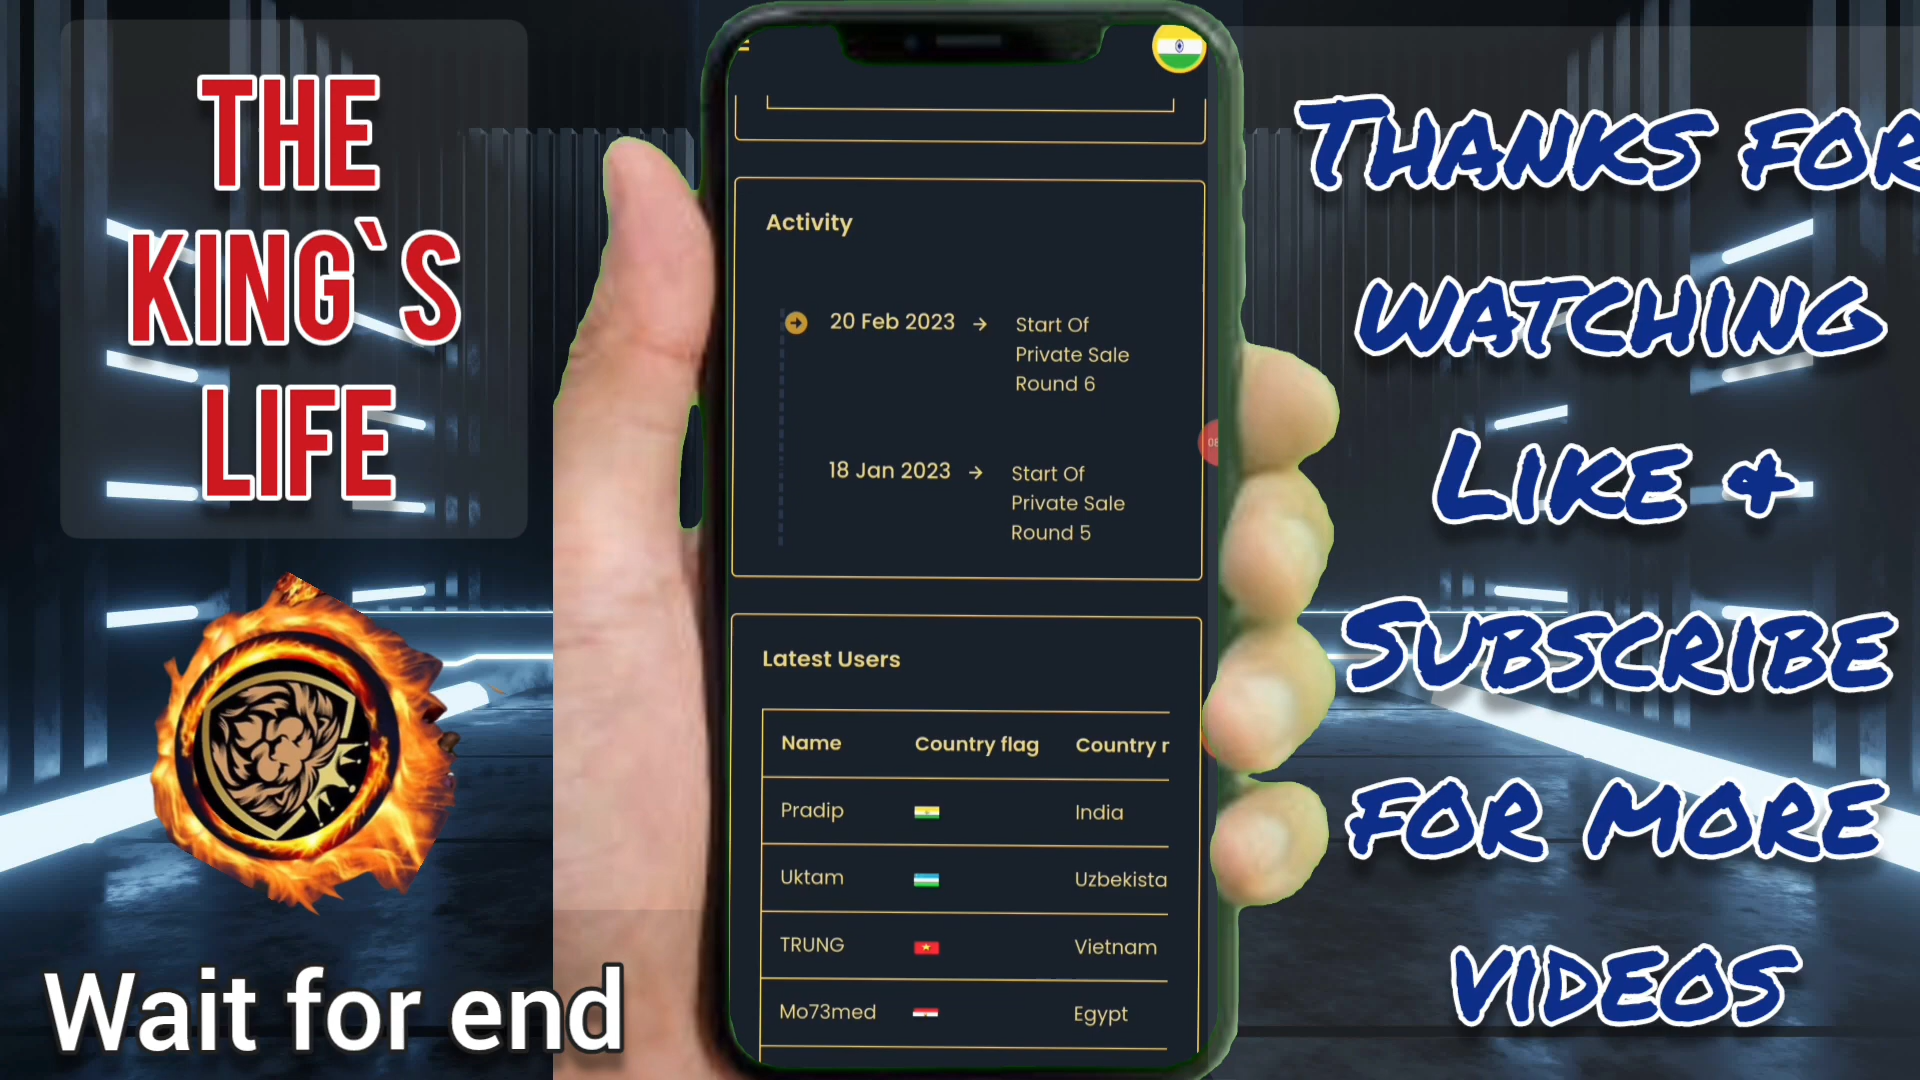 THE
KING`S
LIFE
Wait for end
Activity
20 Feb 2023 → Start Of
Private Sale
Round 6
18 Jan 2023 → Start Of
Private Sale
Round 5
Latest Users
Name Country flag Country
Pradip India
Uktam Uzbekista
TRUNG Vietnam
Mo73med Egypt
08
THANKS FOR
WATCHING
LIKE &
SUBSCRIBE
FOR MORE
VIDEOS